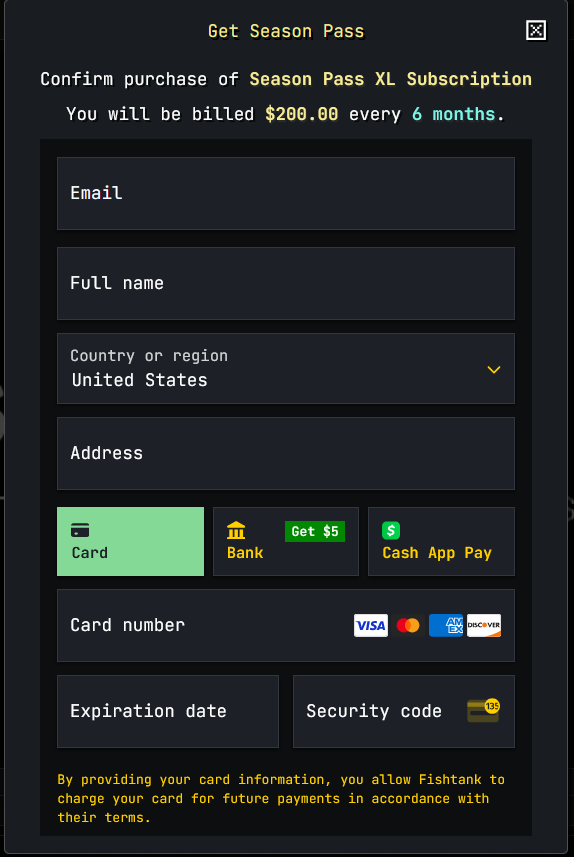 Get Season Pass
Confirm purchase of Season Pass XL Subscription
You will be billed $200.00 every 6 months.
Email
Full name
Country or region
United States
Address
Card
Bank
Get $5
$
Cash App Pay
Card number
VISA
AM
EX
DISCOVER
Expiration date
Security code
135
By providing your card information, you allow Fishtank to
charge your card for future payments in accordance with
their terms.